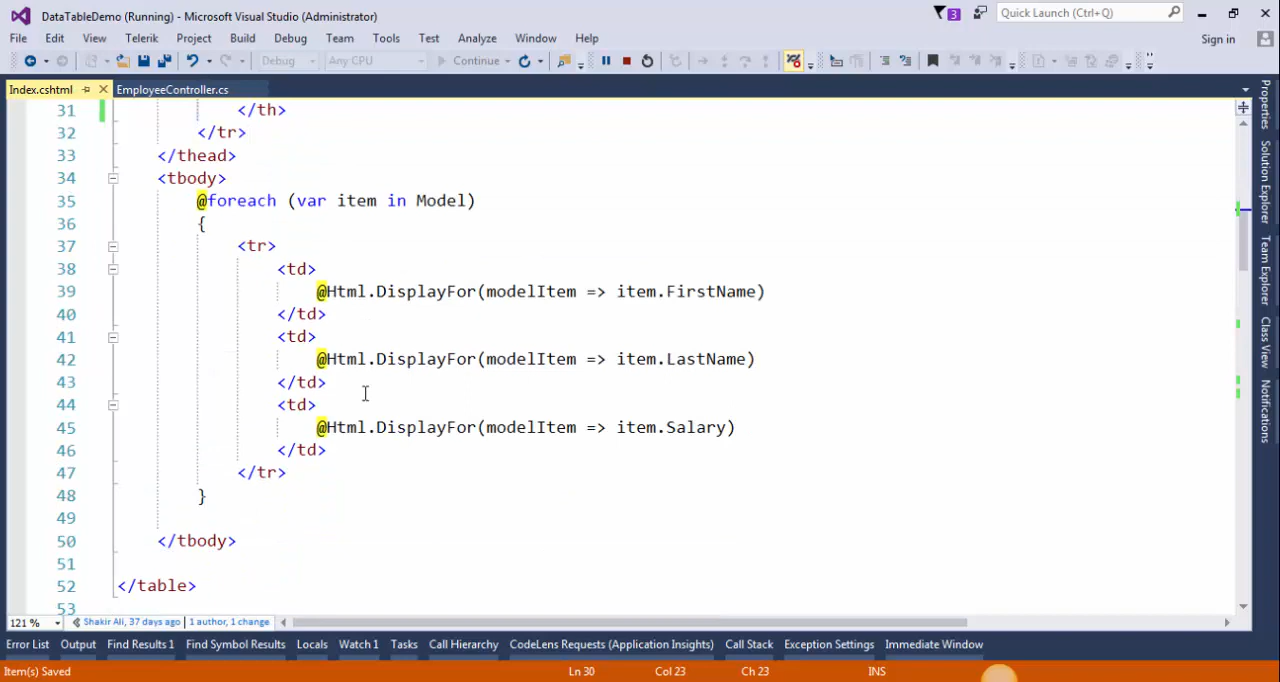 DataTableDemo (Running) - Microsoft Visual Studio (Administrator)
3
Quick Launch (Ctrl+Q)
File Edit View Telerik Project Build Debug Team Tools Test Analyze Window Help
Sign in
Debug Any CPU Continue
Index.cshtml EmployeeController.cs
31 </th>
32 </tr>
33 </thead>
34 <tbody>
35 @foreach (var item in Model)
36 {
37 <tr>
38 <td>
39 @Html.DisplayFor(modelItem => item.FirstName)
40 </td>
41 <td>
42 @Html.DisplayFor(modelItem => item.LastName)
43 </td>
44 <td>
45 @Html.DisplayFor(modelItem => item.Salary)
46 </td>
47 </tr>
48 }
49
50 </tbody>
51
52 </table>
53
Properties
Solution Explorer
Team Explorer
Class View
Notifications
121 % Shakir Ali, 37 days ago | 1 author, 1 change
Error List Output Find Results 1 Find Symbol Results Locals Watch 1 Tasks Call Hierarchy CodeLens Requests (Application Insights) Call Stack Exception Settings Immediate Window
Item(s) Saved Ln 30 Col 23 Ch 23 INS